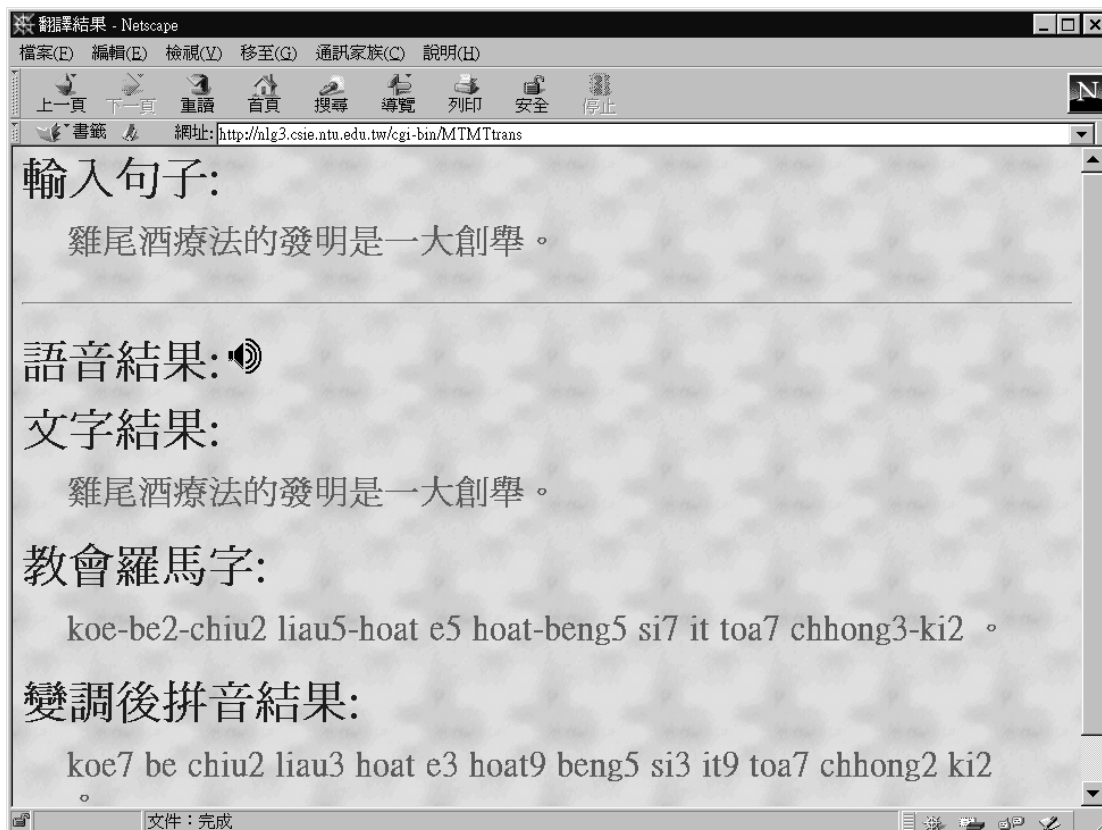 翻譯結果 - Netscape
檔案(F) 編輯(E) 檢視(V) 移至(G) 通訊家族(C) 說明(H)
上一頁 下一頁 重讀 首頁 搜尋 導覽 列印 安全 停止
N
書籤 網址: http://nlg3.csie.ntu.edu.tw/cgi-bin/MTMTtrans
輸入句子:
雞尾酒療法的發明是一大創舉。
語音結果:
文字結果:
雞尾酒療法的發明是一大創舉。
教會羅馬字:
koe-be2-chiu2 liau5-hoat e5 hoat-beng5 si7 it toa7 chhong3-ki2 。
變調後拼音結果:
koe7 be chiu2 liau3 hoat e3 hoat9 beng5 si3 it9 toa7 chhong2 ki2
。
文件：完成